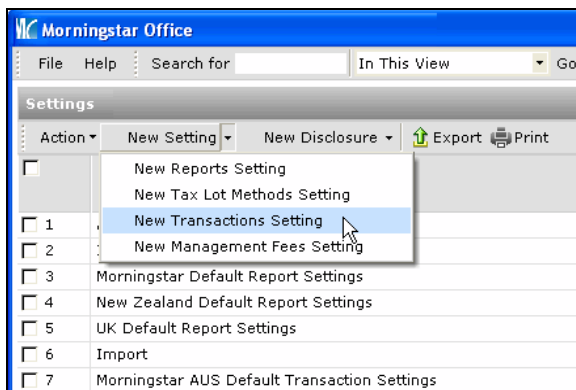 Morningstar Office
File Help Search for In This View Go
Settings
Action New Setting New Disclosure Export Print
New Reports Setting
New Tax Lot Methods Setting
New Transactions Setting
New Management Fees Setting
1
2
3 Morningstar Default Report Settings
4 New Zealand Default Report Settings
5 UK Default Report Settings
6 Import
7 Morningstar AUS Default Transaction Settings